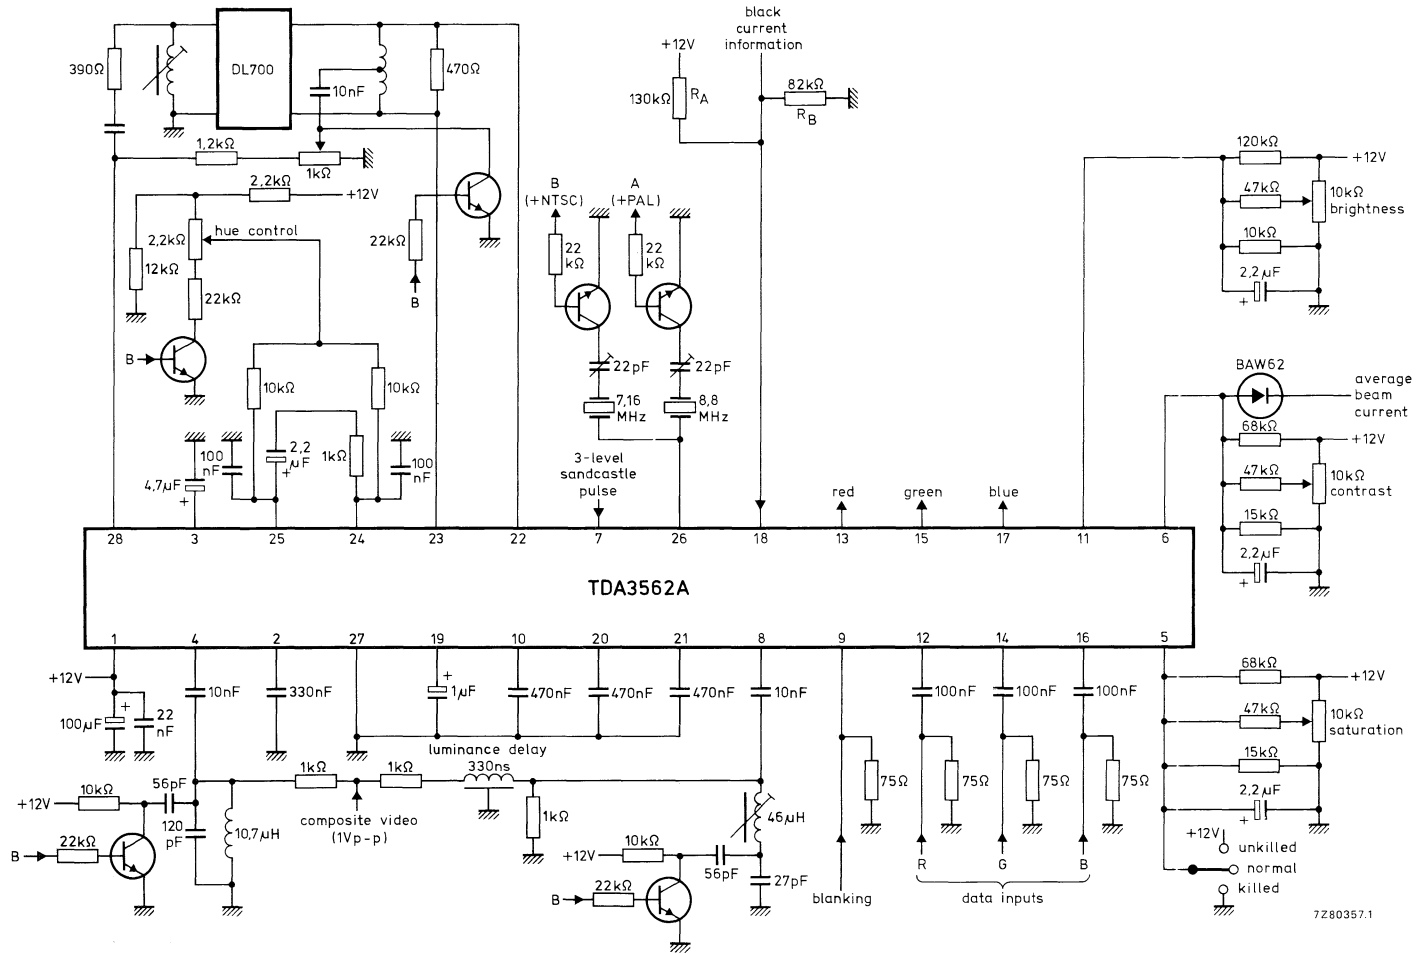 black
current
information
+12V
390Ω
DL700
470Ω
10nF
130kΩ
RA
82kΩ
RB
1,2kΩ
1kΩ
2,2kΩ
+12V
2,2kΩ
hue control
12kΩ
22kΩ
B
22kΩ
B
B
(+NTSC)
A
(+PAL)
22
kΩ
22
kΩ
22pF
22pF
7,16
MHz
8,8
MHz
10kΩ
10kΩ
100
nF
2,2
µF
1kΩ
100
nF
4,7µF
+
+
3-level
sandcastle
pulse
red
green
blue
120kΩ
+12V
47kΩ
10kΩ
brightness
10kΩ
2,2µF
+
BAW62
average
beam
current
68kΩ
+12V
47kΩ
10kΩ
contrast
15kΩ
2,2µF
+
28
3
25
24
23
22
7
26
18
13
15
17
11
6
TDA3562A
1
4
2
27
19
10
20
21
8
9
12
14
16
5
+12V
100µF
+
22
nF
10nF
330nF
+
1µF
470nF
470nF
470nF
10nF
100nF
100nF
100nF
68kΩ
+12V
47kΩ
10kΩ
saturation
15kΩ
2,2µF
+
luminance delay
1kΩ
1kΩ
330ns
composite video
(1Vp-p)
1kΩ
+12V
10kΩ
56pF
120
pF
10,7µH
B
22kΩ
46µH
+12V
10kΩ
56pF
27pF
B
22kΩ
75Ω
75Ω
75Ω
75Ω
blanking
R
G
B
data inputs
+12V
unkilled
normal
killed
7Z80357.1